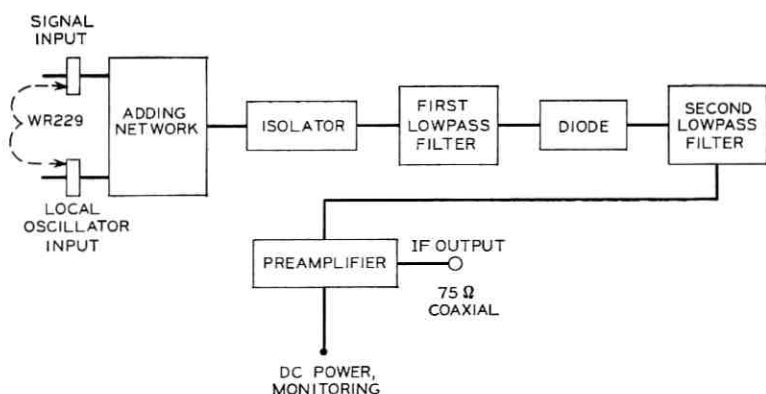 SIGNAL
INPUT
WR229
LOCAL
OSCILLATOR
INPUT
ADDING
NETWORK
ISOLATOR
FIRST
LOWPASS
FILTER
DIODE
SECOND
LOWPASS
FILTER
PREAMPLIFIER
IF OUTPUT
75 Ω
COAXIAL
DC POWER,
MONITORING